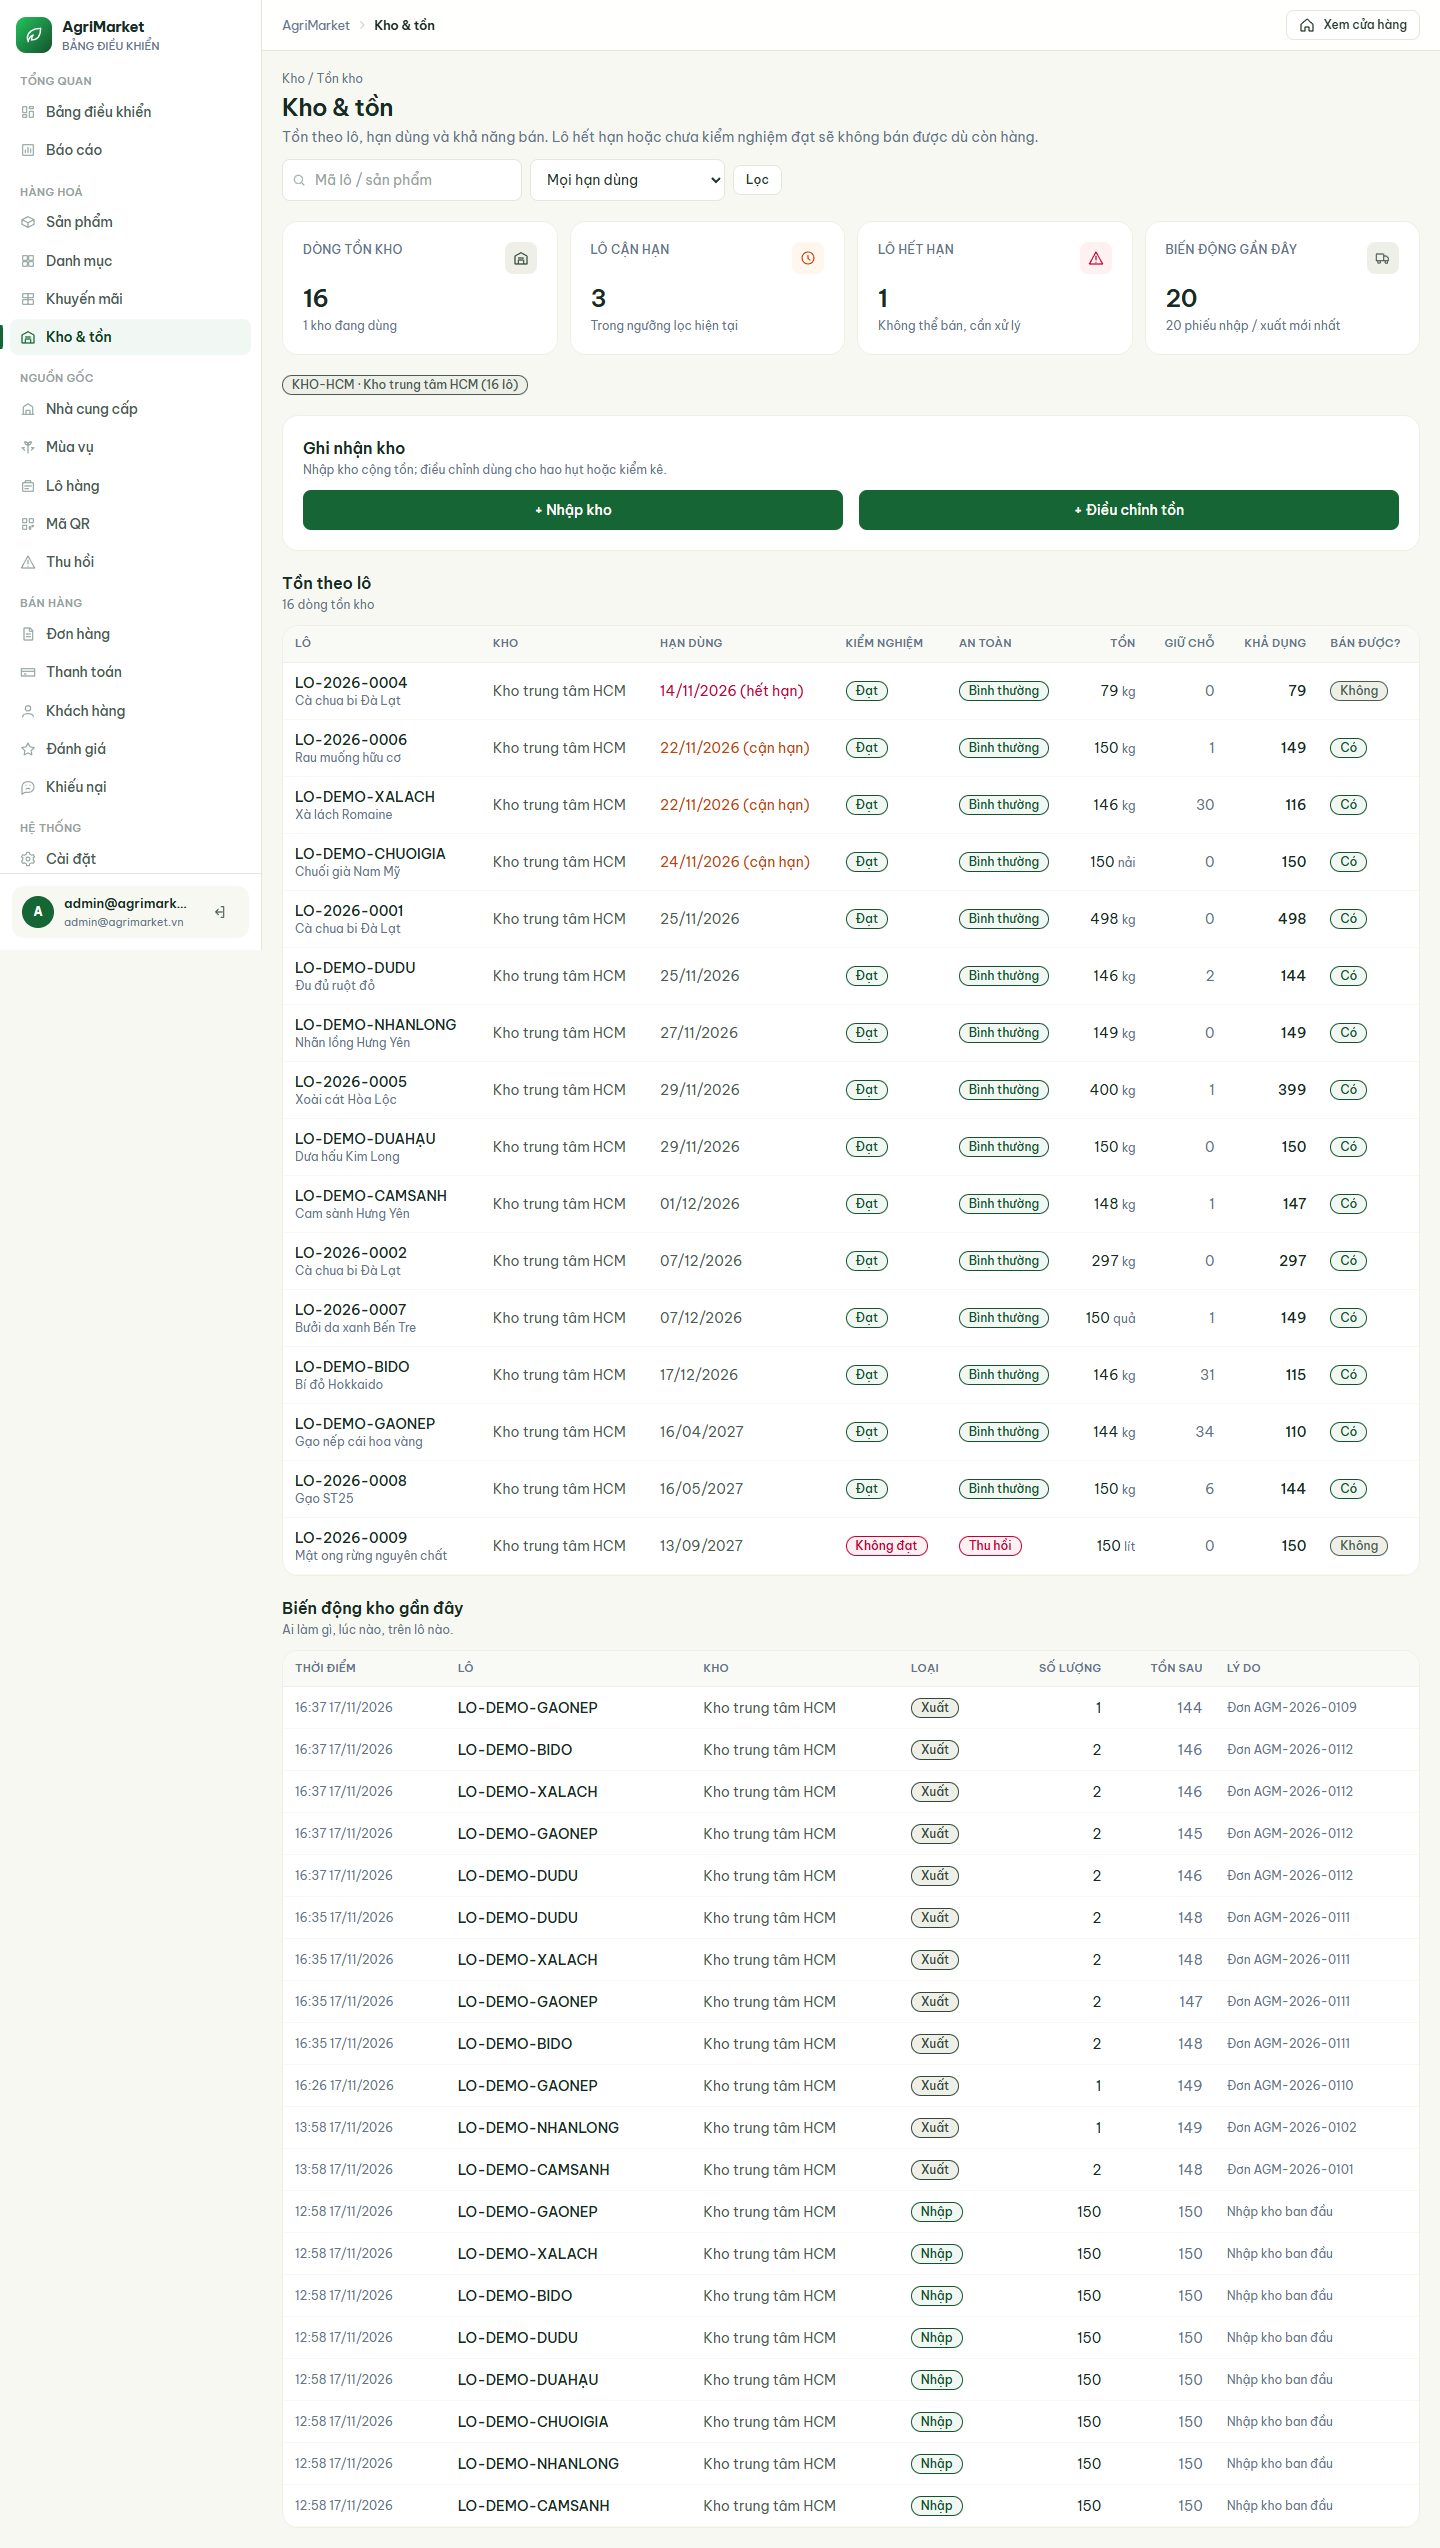 AgriMarket
BẢNG ĐIỀU KHIỂN
TỔNG QUAN
Bảng điều khiển
Báo cáo
HÀNG HOÁ
Sản phẩm
Danh mục
Khuyến mãi
Kho & tồn
NGUỒN GỐC
Nhà cung cấp
Mùa vụ
Lô hàng
Mã QR
Thu hồi
BÁN HÀNG
Đơn hàng
Thanh toán
Khách hàng
Đánh giá
Khiếu nại
HỆ THỐNG
Cài đặt
A
admin@agrimark...
admin@agrimarket.vn
AgriMarket > Kho & tồn
Xem cửa hàng
Kho / Tồn kho
Kho & tồn
Tồn theo lô, hạn dùng và khả năng bán. Lô hết hạn hoặc chưa kiểm nghiệm đạt sẽ không bán được dù còn hàng.
Mã lô / sản phẩm
Mọi hạn dùng
Lọc
DÒNG TỒN KHO
16
1 kho đang dùng
LÔ CẬN HẠN
3
Trong ngưỡng lọc hiện tại
LÔ HẾT HẠN
1
Không thể bán, cần xử lý
BIẾN ĐỘNG GẦN ĐÂY
20
20 phiếu nhập / xuất mới nhất
KHO-HCM · Kho trung tâm HCM (16 lô)
Ghi nhận kho
Nhập kho cộng tồn; điều chỉnh dùng cho hao hụt hoặc kiểm kê.
+ Nhập kho
+ Điều chỉnh tồn
Tồn theo lô
16 dòng tồn kho
LÔ KHO HẠN DÙNG KIỂM NGHIỆM AN TOÀN TỒN GIỮ CHỖ KHẢ DỤNG BÁN ĐƯỢC?
LO-2026-0004 Kho trung tâm HCM 14/11/2026 (hết hạn) Đạt Bình thường 79 kg 0 79 Không
Cà chua bi Đà Lạt
LO-2026-0006 Kho trung tâm HCM 22/11/2026 (cận hạn) Đạt Bình thường 150 kg 1 149 Có
Rau muống hữu cơ
LO-DEMO-XALACH Kho trung tâm HCM 22/11/2026 (cận hạn) Đạt Bình thường 146 kg 30 116 Có
Xà lách Romaine
LO-DEMO-CHUOIGIA Kho trung tâm HCM 24/11/2026 (cận hạn) Đạt Bình thường 150 nải 0 150 Có
Chuối già Nam Mỹ
LO-2026-0001 Kho trung tâm HCM 25/11/2026 Đạt Bình thường 498 kg 0 498 Có
Cà chua bi Đà Lạt
LO-DEMO-DUDU Kho trung tâm HCM 25/11/2026 Đạt Bình thường 146 kg 2 144 Có
Đu đủ ruột đỏ
LO-DEMO-NHANLONG Kho trung tâm HCM 27/11/2026 Đạt Bình thường 149 kg 0 149 Có
Nhãn lồng Hưng Yên
LO-2026-0005 Kho trung tâm HCM 29/11/2026 Đạt Bình thường 400 kg 1 399 Có
Xoài cát Hòa Lộc
LO-DEMO-DUAHẠU Kho trung tâm HCM 29/11/2026 Đạt Bình thường 150 kg 0 150 Có
Dưa hấu Kim Long
LO-DEMO-CAMSANH Kho trung tâm HCM 01/12/2026 Đạt Bình thường 148 kg 1 147 Có
Cam sành Hưng Yên
LO-2026-0002 Kho trung tâm HCM 07/12/2026 Đạt Bình thường 297 kg 0 297 Có
Cà chua bi Đà Lạt
LO-2026-0007 Kho trung tâm HCM 07/12/2026 Đạt Bình thường 150 quả 1 149 Có
Bưởi da xanh Bến Tre
LO-DEMO-BIDO Kho trung tâm HCM 17/12/2026 Đạt Bình thường 146 kg 31 115 Có
Bí đỏ Hokkaido
LO-DEMO-GAONEP Kho trung tâm HCM 16/04/2027 Đạt Bình thường 144 kg 34 110 Có
Gạo nếp cái hoa vàng
LO-2026-0008 Kho trung tâm HCM 16/05/2027 Đạt Bình thường 150 kg 6 144 Có
Gạo ST25
LO-2026-0009 Kho trung tâm HCM 13/09/2027 Không đạt Thu hồi 150 lít 0 150 Không
Mật ong rừng nguyên chất
Biến động kho gần đây
Ai làm gì, lúc nào, trên lô nào.
THỜI ĐIỂM LÔ KHO LOẠI SỐ LƯỢNG TỒN SAU LÝ DO
16:37 17/11/2026 LO-DEMO-GAONEP Kho trung tâm HCM Xuất 1 144 Đơn AGM-2026-0109
16:37 17/11/2026 LO-DEMO-BIDO Kho trung tâm HCM Xuất 2 146 Đơn AGM-2026-0112
16:37 17/11/2026 LO-DEMO-XALACH Kho trung tâm HCM Xuất 2 146 Đơn AGM-2026-0112
16:37 17/11/2026 LO-DEMO-GAONEP Kho trung tâm HCM Xuất 2 145 Đơn AGM-2026-0112
16:37 17/11/2026 LO-DEMO-DUDU Kho trung tâm HCM Xuất 2 146 Đơn AGM-2026-0112
16:35 17/11/2026 LO-DEMO-DUDU Kho trung tâm HCM Xuất 2 148 Đơn AGM-2026-0111
16:35 17/11/2026 LO-DEMO-XALACH Kho trung tâm HCM Xuất 2 148 Đơn AGM-2026-0111
16:35 17/11/2026 LO-DEMO-GAONEP Kho trung tâm HCM Xuất 2 147 Đơn AGM-2026-0111
16:35 17/11/2026 LO-DEMO-BIDO Kho trung tâm HCM Xuất 2 148 Đơn AGM-2026-0111
16:26 17/11/2026 LO-DEMO-GAONEP Kho trung tâm HCM Xuất 1 149 Đơn AGM-2026-0110
13:58 17/11/2026 LO-DEMO-NHANLONG Kho trung tâm HCM Xuất 1 149 Đơn AGM-2026-0102
13:58 17/11/2026 LO-DEMO-CAMSANH Kho trung tâm HCM Xuất 2 148 Đơn AGM-2026-0101
12:58 17/11/2026 LO-DEMO-GAONEP Kho trung tâm HCM Nhập 150 150 Nhập kho ban đầu
12:58 17/11/2026 LO-DEMO-XALACH Kho trung tâm HCM Nhập 150 150 Nhập kho ban đầu
12:58 17/11/2026 LO-DEMO-BIDO Kho trung tâm HCM Nhập 150 150 Nhập kho ban đầu
12:58 17/11/2026 LO-DEMO-DUDU Kho trung tâm HCM Nhập 150 150 Nhập kho ban đầu
12:58 17/11/2026 LO-DEMO-DUAHẠU Kho trung tâm HCM Nhập 150 150 Nhập kho ban đầu
12:58 17/11/2026 LO-DEMO-CHUOIGIA Kho trung tâm HCM Nhập 150 150 Nhập kho ban đầu
12:58 17/11/2026 LO-DEMO-NHANLONG Kho trung tâm HCM Nhập 150 150 Nhập kho ban đầu
12:58 17/11/2026 LO-DEMO-CAMSANH Kho trung tâm HCM Nhập 150 150 Nhập kho ban đầu